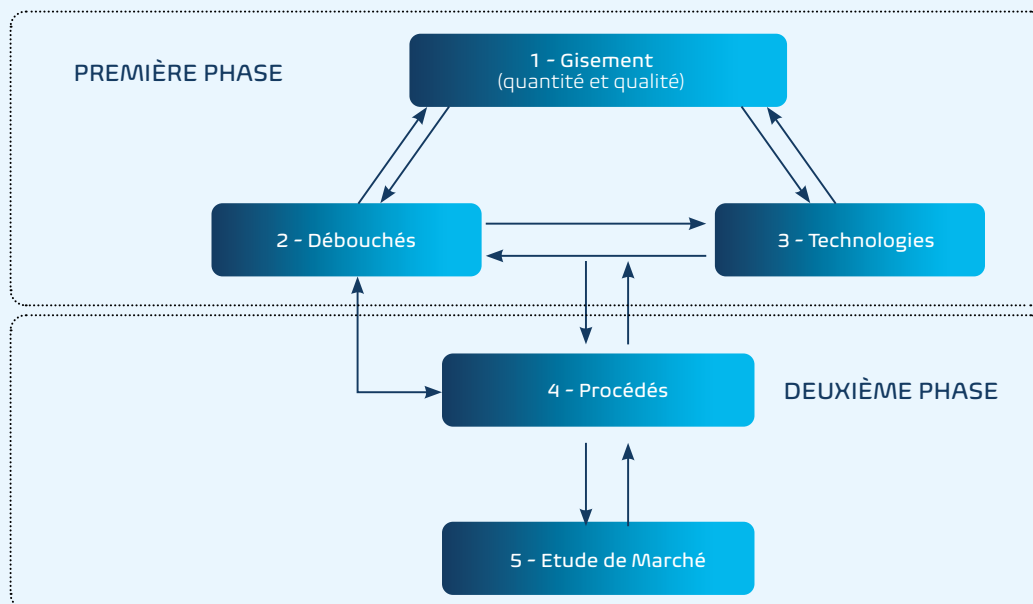 PREMIÈRE PHASE
1 - Gisement
(quantité et qualité)
2 - Débouchés
3 - Technologies
4 - Procédés
DEUXIÈME PHASE
5 - Etude de Marché